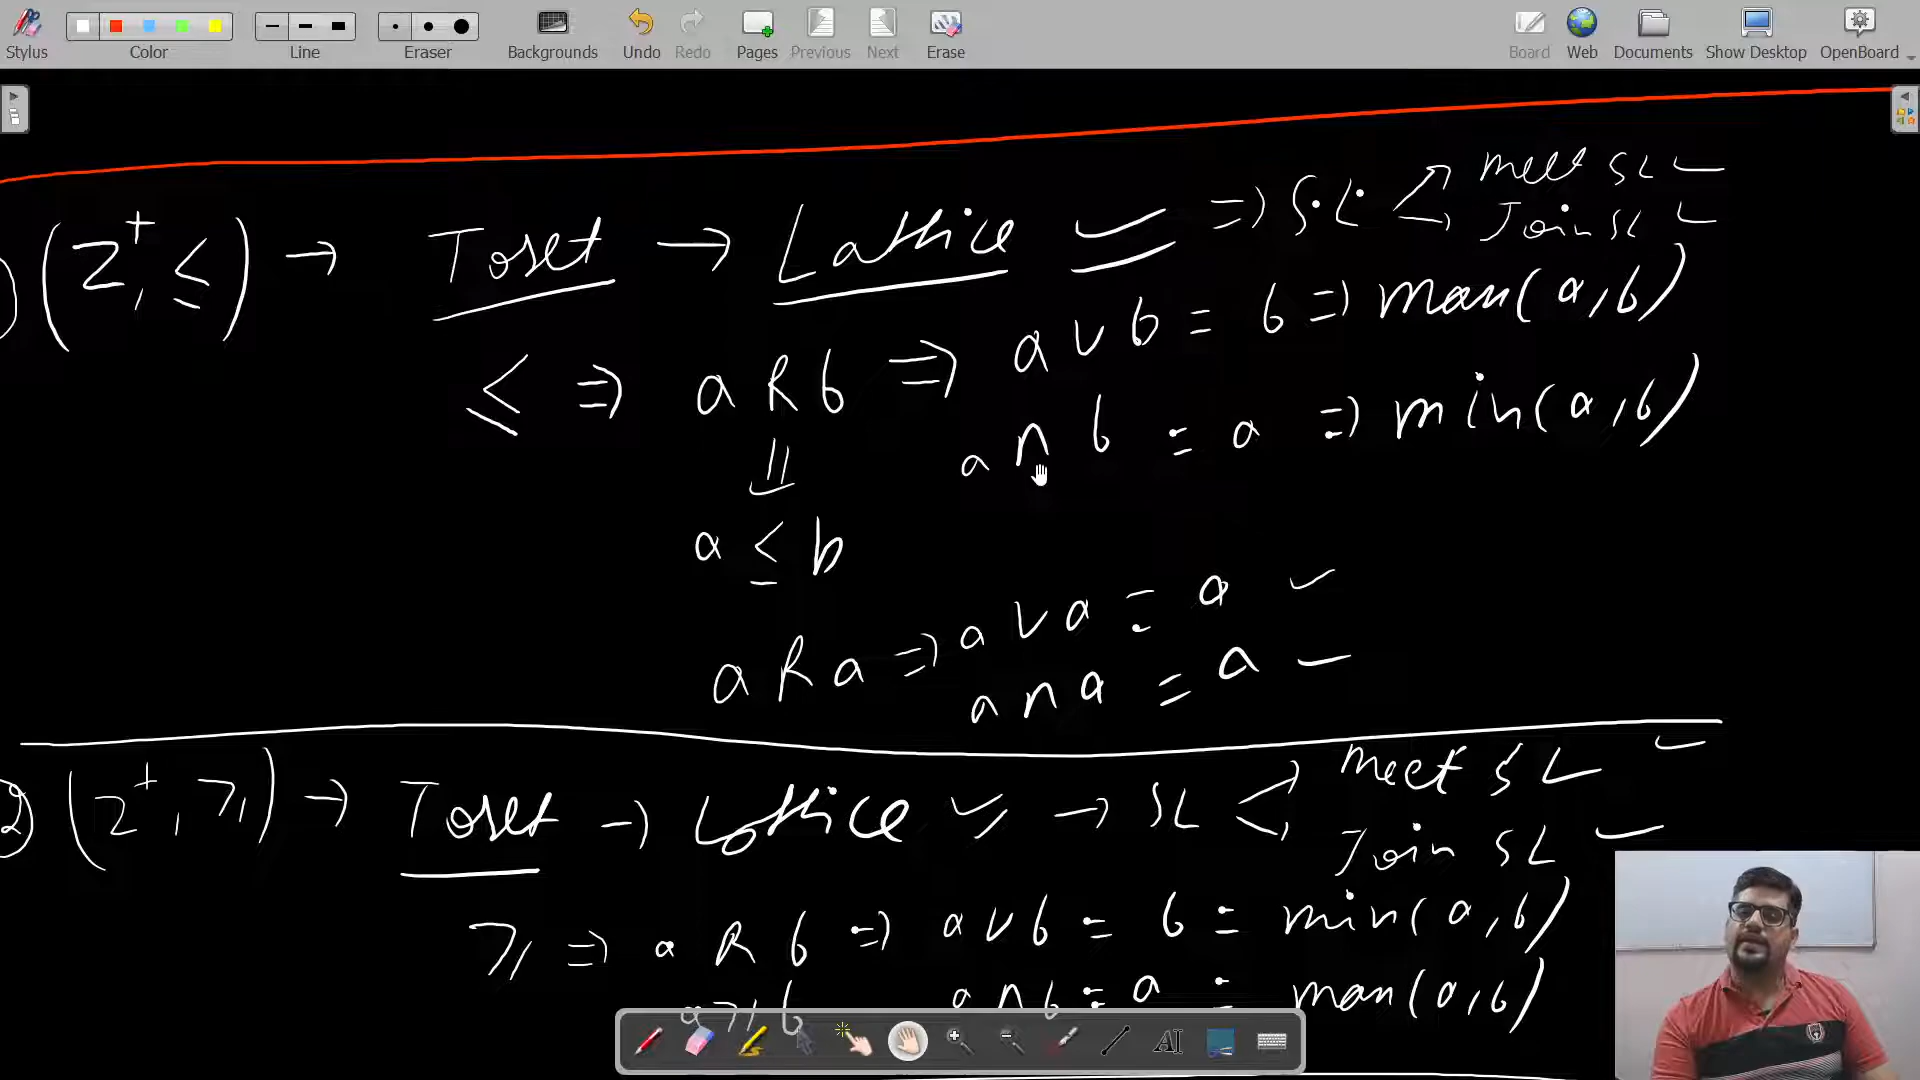 Stylus Color Line Eraser Backgrounds Undo Redo Pages Previous Next Erase Board Web Documents Show Desktop OpenBoard
) (Z⁺, ≤) → Toset → Lattice ✓ ⇒ S.L. meet SL ✓
Join SL ✓
≤ ⇒ a R b ⇒ a ∨ b = b ⇒ max(a,b)
a ∧ b = a ⇒ min(a,b)
⇓
a ≤ b
a R a ⇒ a ∨ a = a ✓
a ∧ a = a ✓
2) (Z⁺, ≥) → Toset → Lattice ✓ → SL meet SL ✓
Join SL ✓
≥ ⇒ a R b ⇒ a ∨ b = b = min(a,b)
a ≥ b a ∧ b = a = max(a,b)
AI